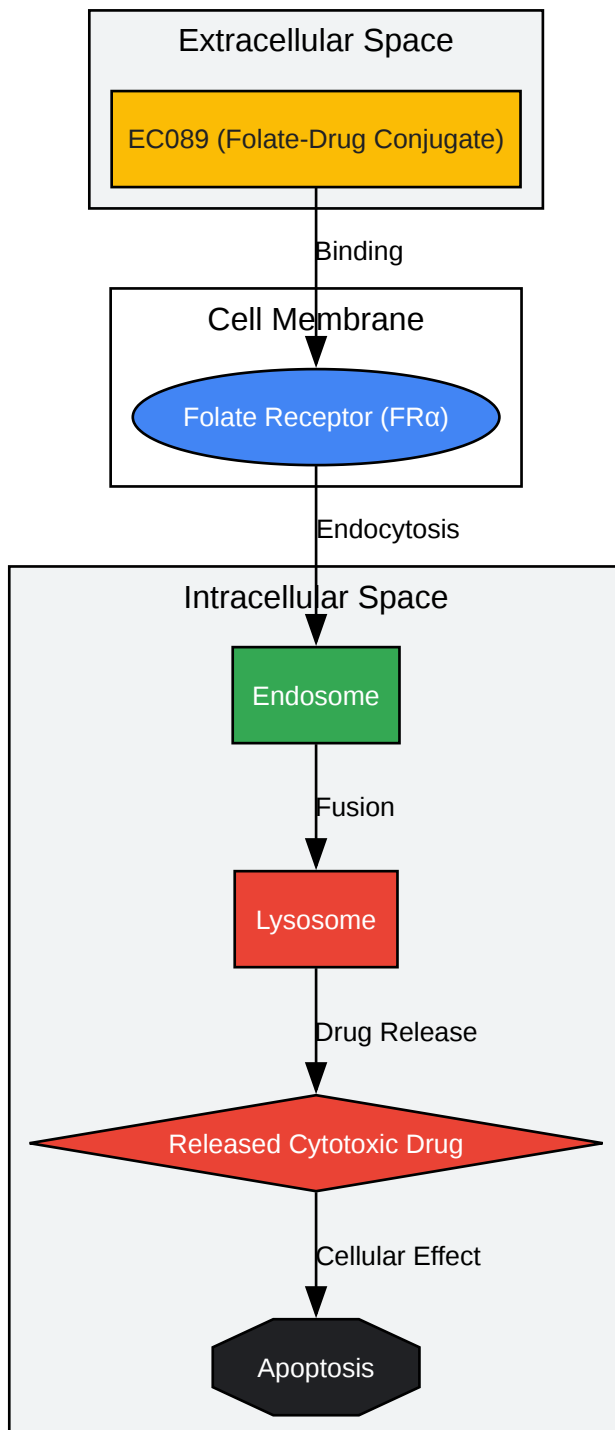 Extracellular Space
EC089 (Folate-Drug Conjugate)
Binding
Cell Membrane
Folate Receptor (FRα)
Endocytosis
Intracellular Space
Endosome
Fusion
Lysosome
Drug Release
Released Cytotoxic Drug
Cellular Effect
Apoptosis